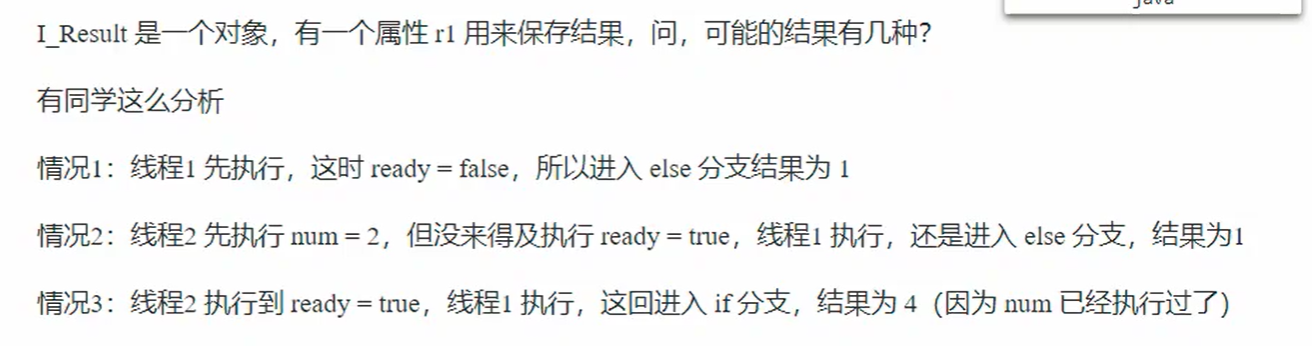 java
I_Result 是一个对象，有一个属性 r1 用来保存结果，问，可能的结果有几种？
有同学这么分析
情况1：线程1 先执行，这时 ready = false，所以进入 else 分支结果为 1
情况2：线程2 先执行 num = 2，但没来得及执行 ready = true，线程1 执行，还是进入 else 分支，结果为1
情况3：线程2 执行到 ready = true，线程1 执行，这回进入 if 分支，结果为 4（因为 num 已经执行过了）